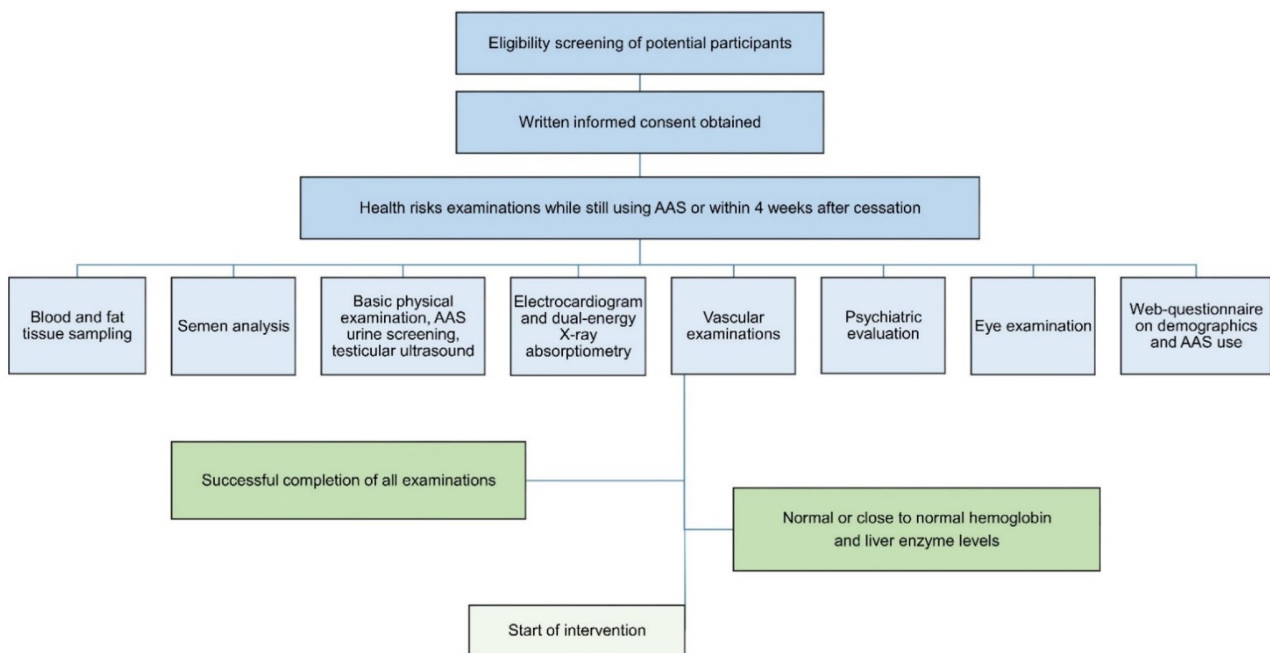 Eligibility screening of potential participants
Written informed consent obtained
Health risks examinations while still using AAS or within 4 weeks after cessation
Blood and fat
tissue sampling
Semen analysis
Basic physical
examination, AAS
urine screening,
testicular ultrasound
Electrocardiogram
and dual-energy
X-ray
absorptiometry
Vascular
examinations
Psychiatric
evaluation
Eye examination
Web-questionnaire
on demographics
and AAS use
Successful completion of all examinations
Normal or close to normal hemoglobin
and liver enzyme levels
Start of intervention